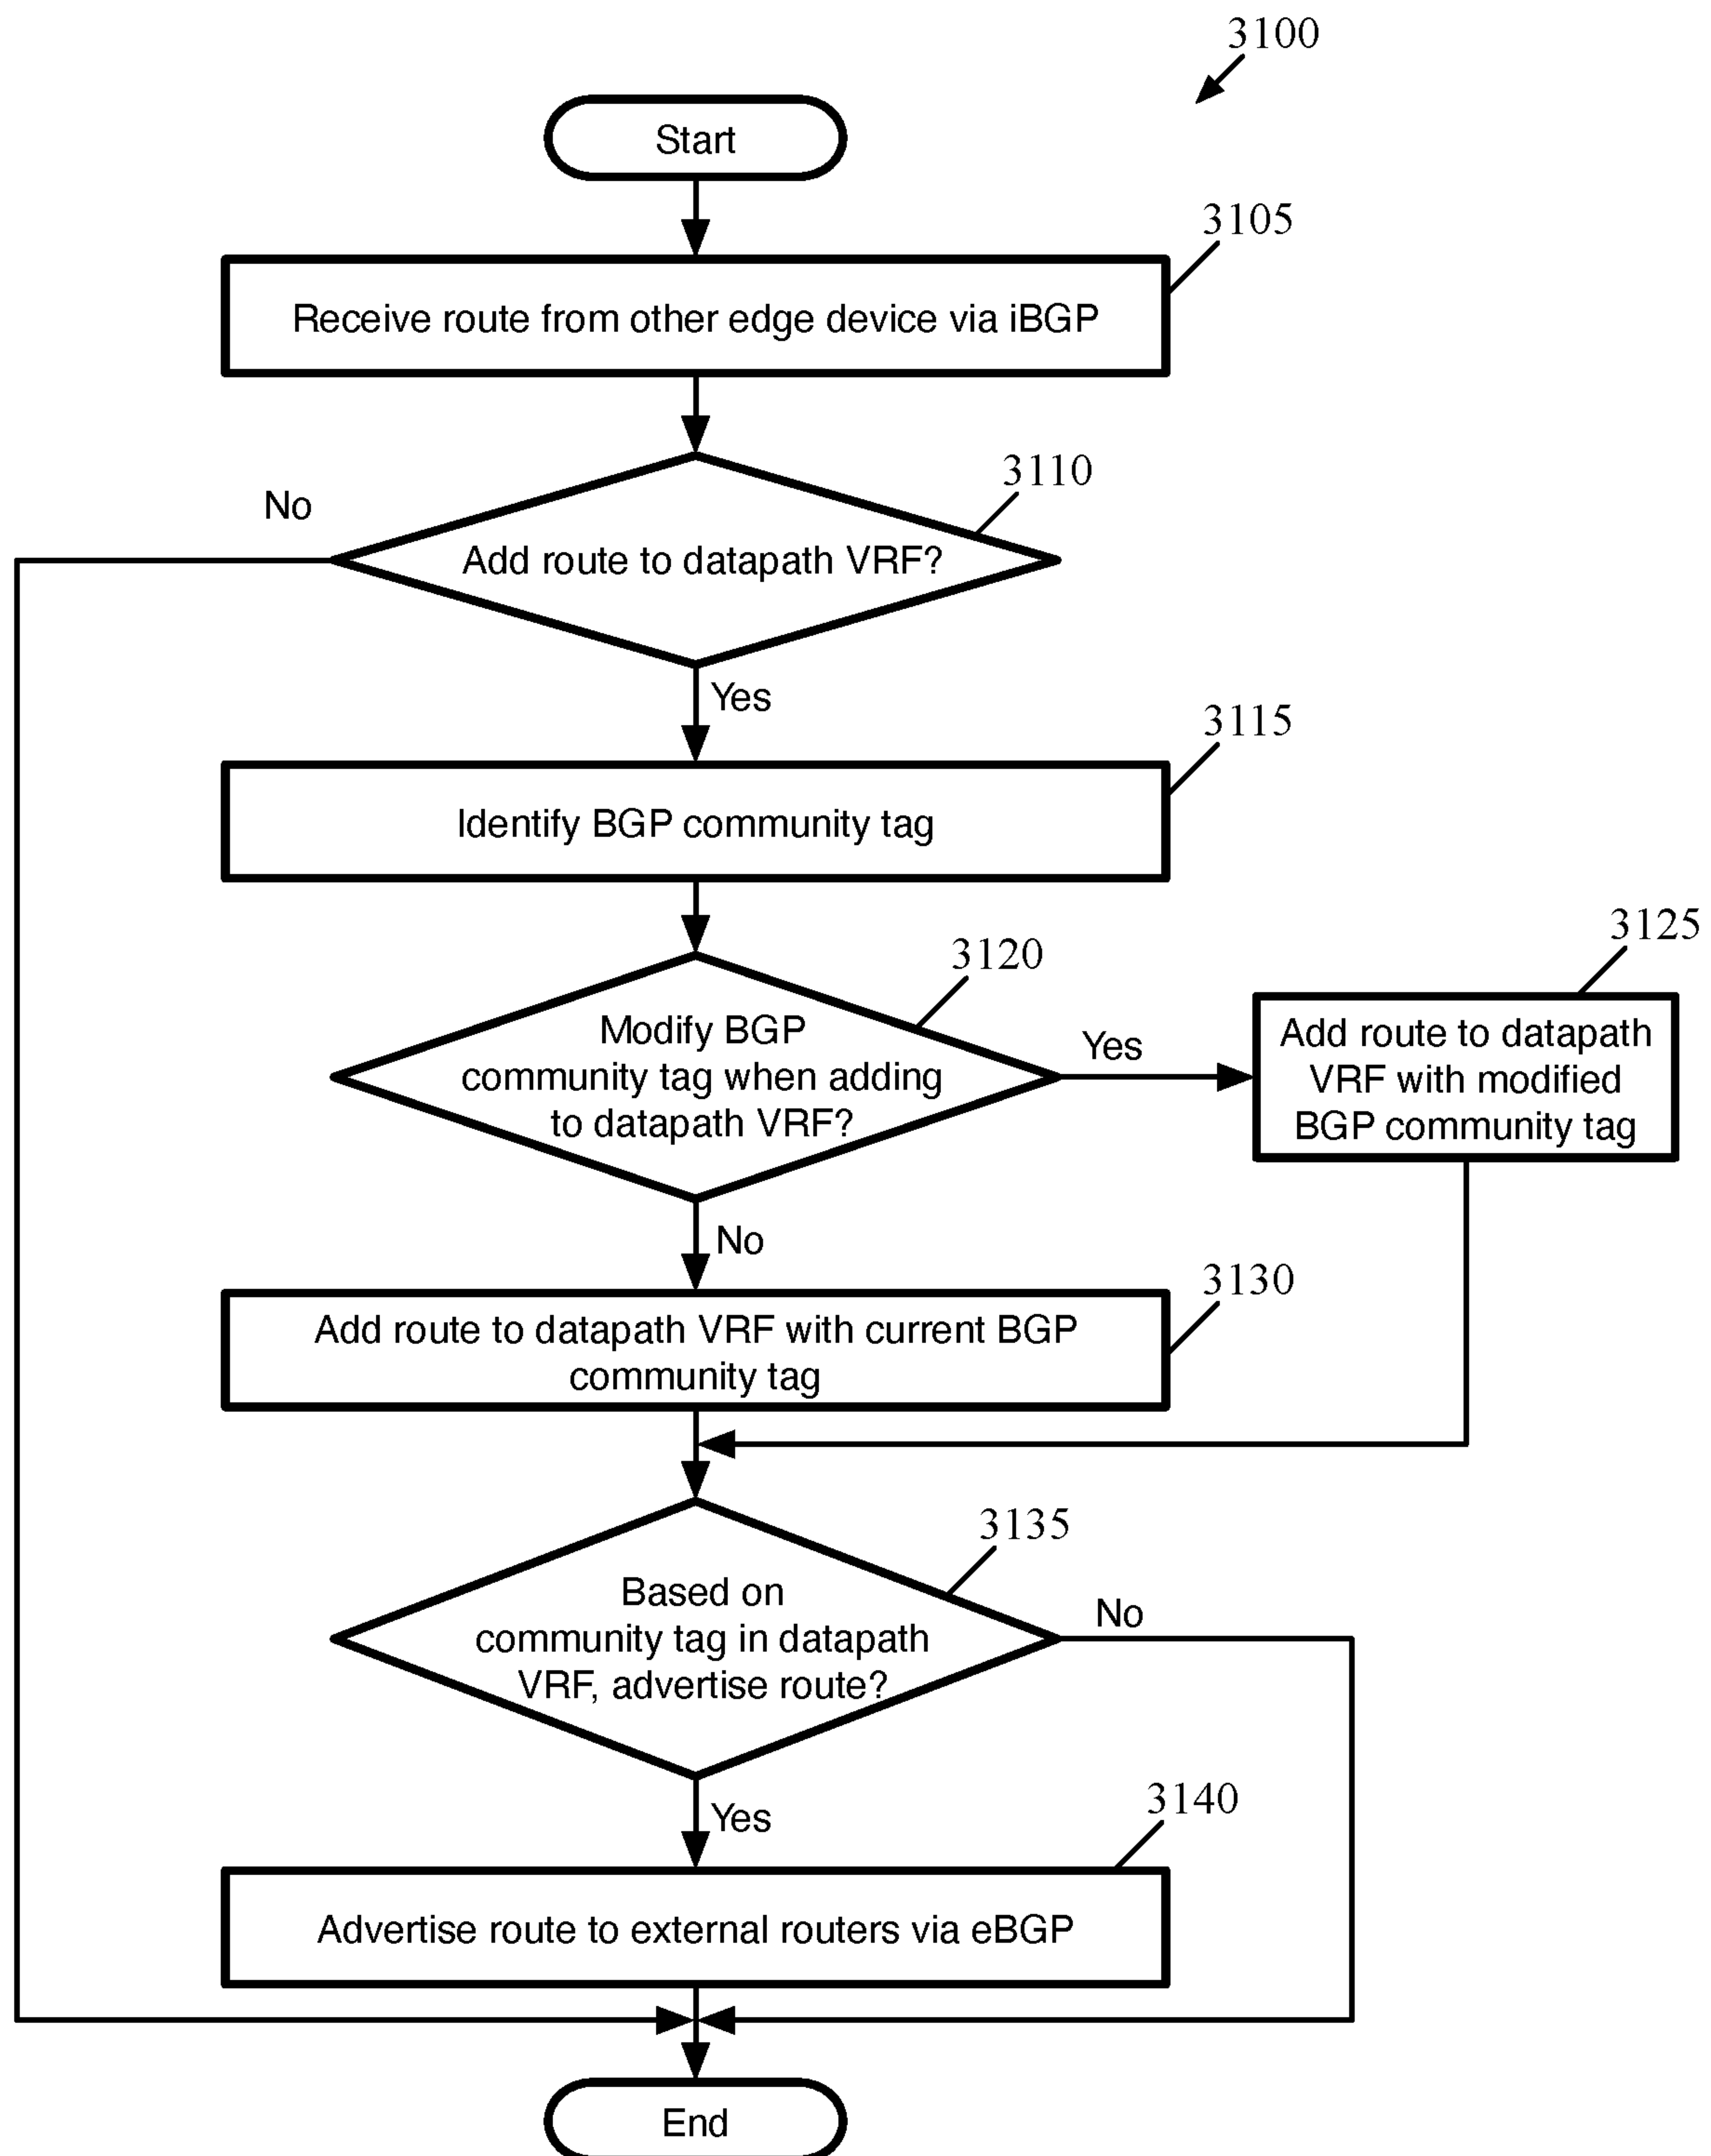 3100
Start
3105
Receive route from other edge device via iBGP
3110
No
Add route to datapath VRF?
Yes
3115
Identify BGP community tag
3120
3125
Modify BGP
community tag when adding
to datapath VRF?
Yes
Add route to datapath
VRF with modified
BGP community tag
No
3130
Add route to datapath VRF with current BGP
community tag
3135
Based on
community tag in datapath
VRF, advertise route?
No
Yes
3140
Advertise route to external routers via eBGP
End